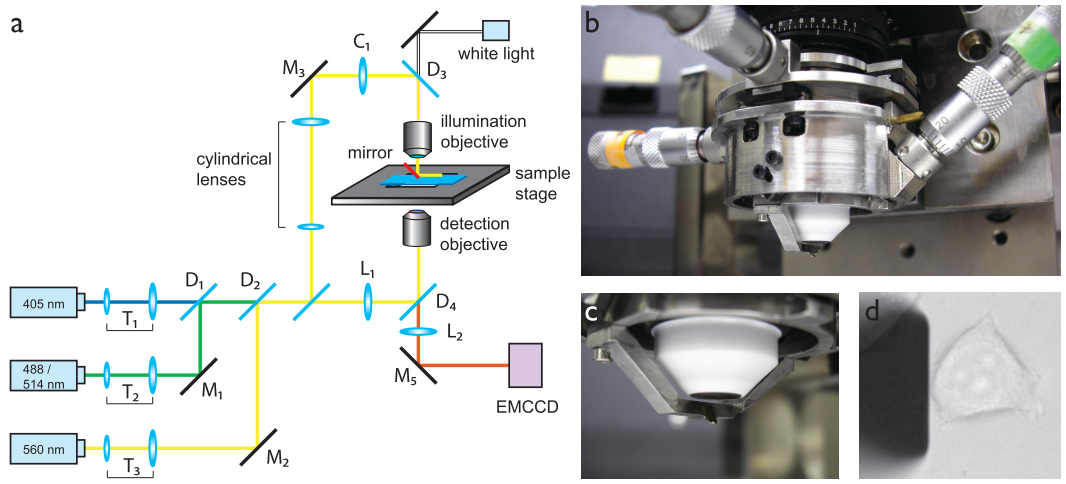 a
white light
C1
D3
M3
illumination
objective
mirror
cylindrical
lenses
sample
stage
detection
objective
D1
D2
L1
D4
405 nm
T1
L2
488 /
514 nm
M1
M5
T2
EMCCD
560 nm
M2
T3
b
20
c
d